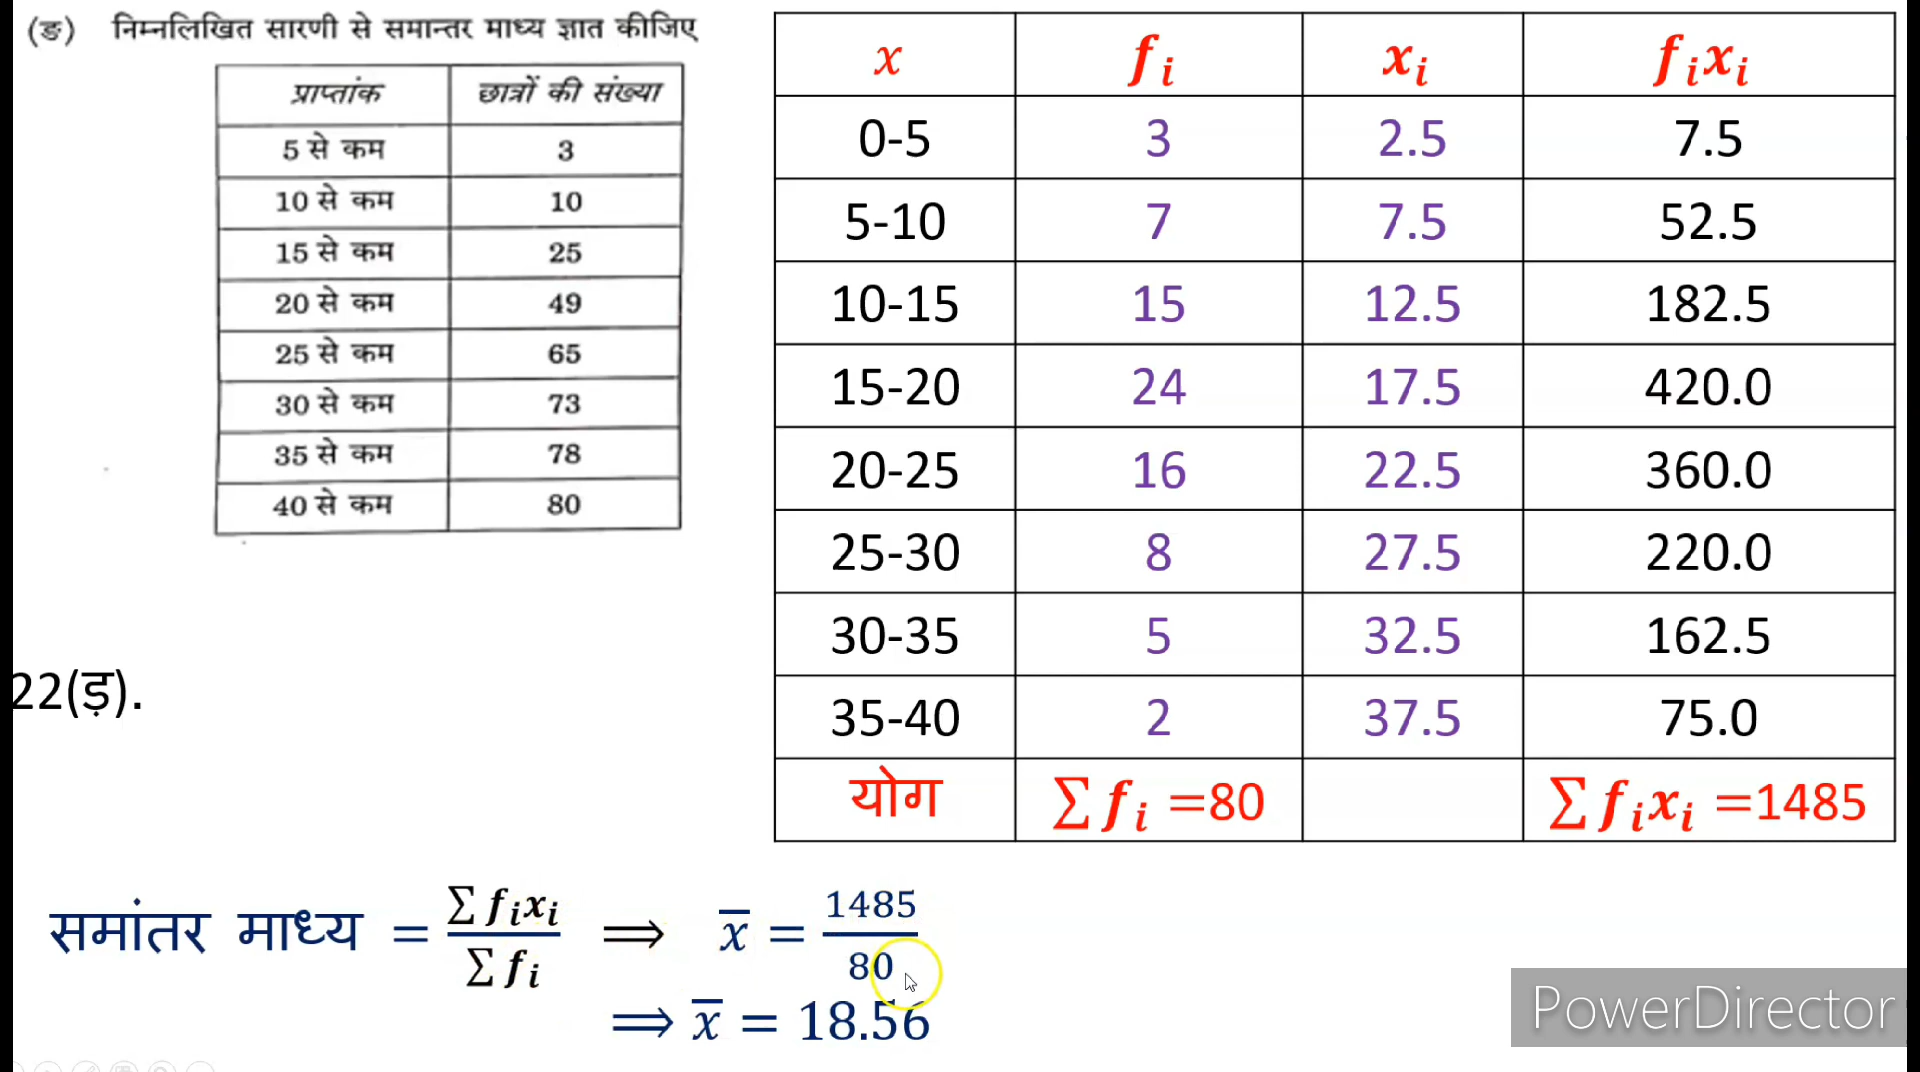 (ङ) निम्नलिखित सारणी से समान्तर माध्य ज्ञात कीजिए
प्राप्तांक छात्रों की संख्या
5 से कम 3
10 से कम 10
15 से कम 25
20 से कम 49
25 से कम 65
30 से कम 73
35 से कम 78
40 से कम 80
x fᵢ xᵢ fᵢxᵢ
0-5 3 2.5 7.5
5-10 7 7.5 52.5
10-15 15 12.5 182.5
15-20 24 17.5 420.0
20-25 16 22.5 360.0
25-30 8 27.5 220.0
30-35 5 32.5 162.5
35-40 2 37.5 75.0
योग ∑ fᵢ =80 ∑ fᵢxᵢ =1485
22(ड़).
समांतर माध्य = ∑ fᵢxᵢ / ∑ fᵢ ⟹ x̅ = 1485 / 80
⟹ x̅ = 18.56
PowerDirector